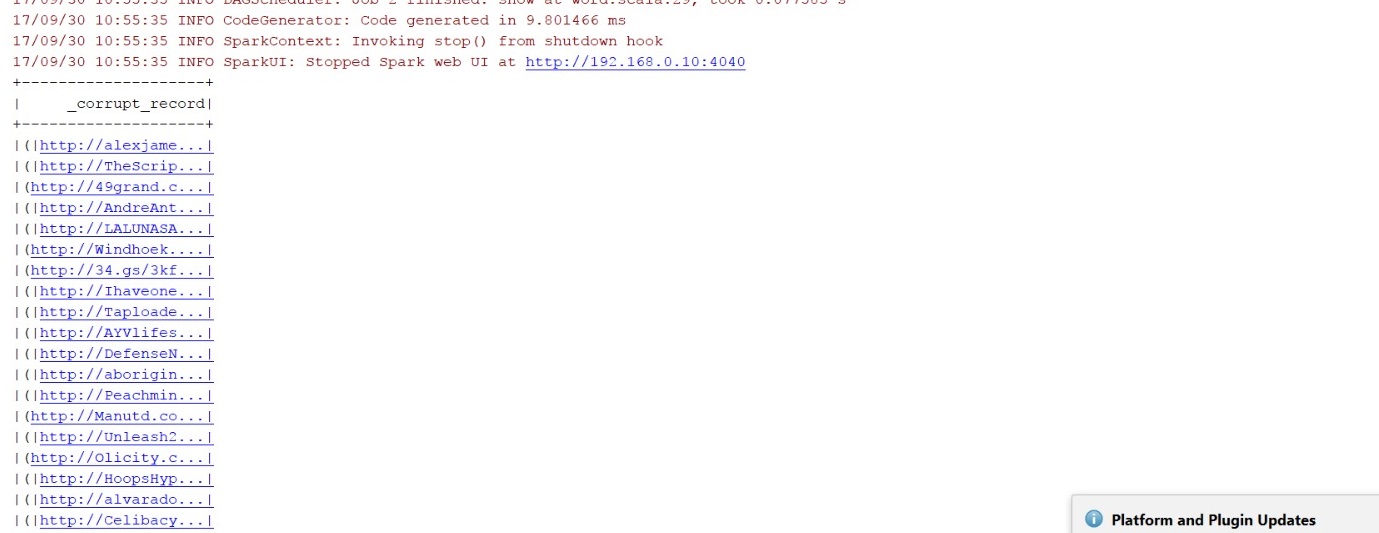 17/09/30 10:55:35 INFO DAGScheduler: Job 2 finished: show at word.scala:29, took 0.077585 s
17/09/30 10:55:35 INFO CodeGenerator: Code generated in 9.801466 ms
17/09/30 10:55:35 INFO SparkContext: Invoking stop() from shutdown hook
17/09/30 10:55:35 INFO SparkUI: Stopped Spark web UI at http://192.168.0.10:4040
+--------------------+
|     _corrupt_record|
+--------------------+
|(|http://alexjame...|
|(|http://TheScrip...|
|(http://49grand.c...|
|(|http://AndreAnt...|
|(|http://LALUNASA...|
|(http://Windhoek....|
|(http://34.gs/3kf...|
|(|http://Ihaveone...|
|(|http://Taploade...|
|(|http://AYVlifes...|
|(|http://DefenseN...|
|(|http://aborigin...|
|(|http://Peachmin...|
|(http://Manutd.co...|
|(|http://Unleash2...|
|(http://Olicity.c...|
|(|http://HoopsHyp...|
|(|http://alvarado...|
|(|http://Celibacy...|
Platform and Plugin Updates